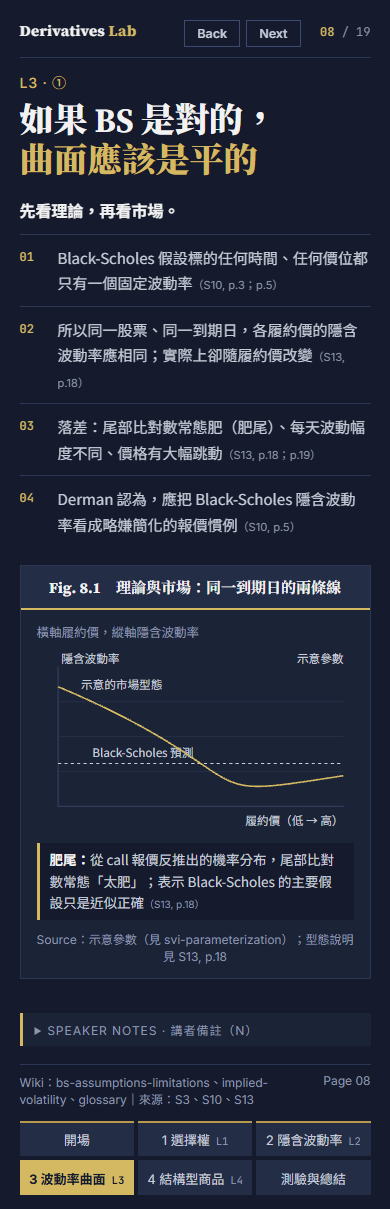 Derivatives Lab
Back
Next
08 / 19
L3 · ①
如果 BS 是對的，
曲面應該是平的
先看理論，再看市場。
01
Black-Scholes 假設標的任何時間、任何價位都
只有一個固定波動率（S10, p.3；p.5）
02
所以同一股票、同一到期日，各履約價的隱含
波動率應相同；實際上卻隨履約價改變（S13,
p.18）
03
落差：尾部比對數常態肥（肥尾）、每天波動幅
度不同、價格有大幅跳動（S13, p.18；p.19）
04
Derman 認為，應把 Black-Scholes 隱含波動
率看成略嫌簡化的報價慣例（S10, p.5）
Fig. 8.1 理論與市場：同一到期日的兩條線
橫軸履約價，縱軸隱含波動率
隱含波動率
示意參數
示意的市場型態
Black-Scholes 預測
履約價（低 → 高）
肥尾：從 call 報價反推出的機率分布，尾部比對
數常態「太肥」；表示 Black-Scholes 的主要假
設只是近似正確（S13, p.18）
Source：示意參數（見 svi-parameterization）；型態說明
見 S13, p.18
▶ SPEAKER NOTES · 講者備註（N）
Wiki：bs-assumptions-limitations、implied-
volatility、glossary｜來源：S3、S10、S13
Page 08
開場
1 選擇權 L1
2 隱含波動率 L2
3 波動率曲面 L3
4 結構型商品 L4
測驗與總結